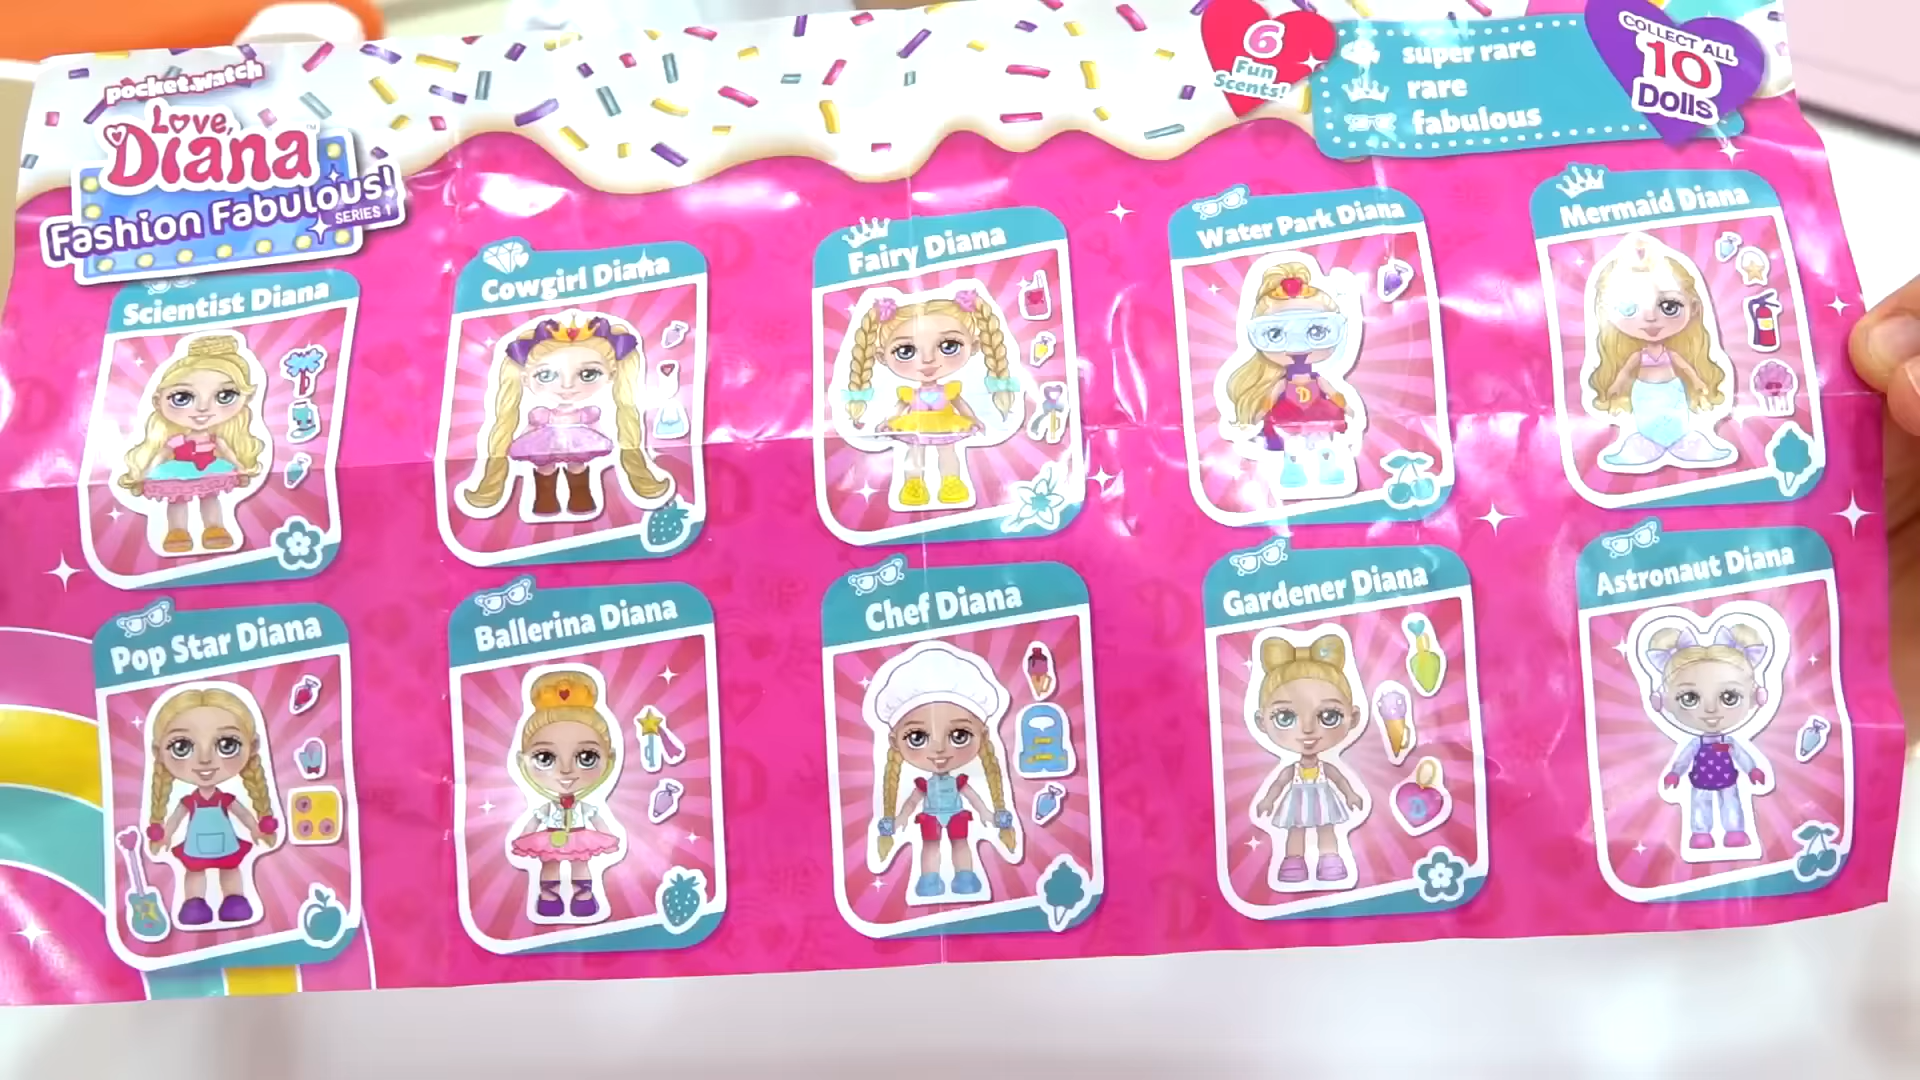 pocket.watch
Love,
Diana
™
Fashion Fabulous!
SERIES 1
6
Fun
Scents!
super rare
rare
fabulous
COLLECT ALL
10
Dolls
Scientist Diana
Cowgirl Diana
Fairy Diana
Water Park Diana
Mermaid Diana
D
Pop Star Diana
Ballerina Diana
Chef Diana
Gardener Diana
Astronaut Diana
D